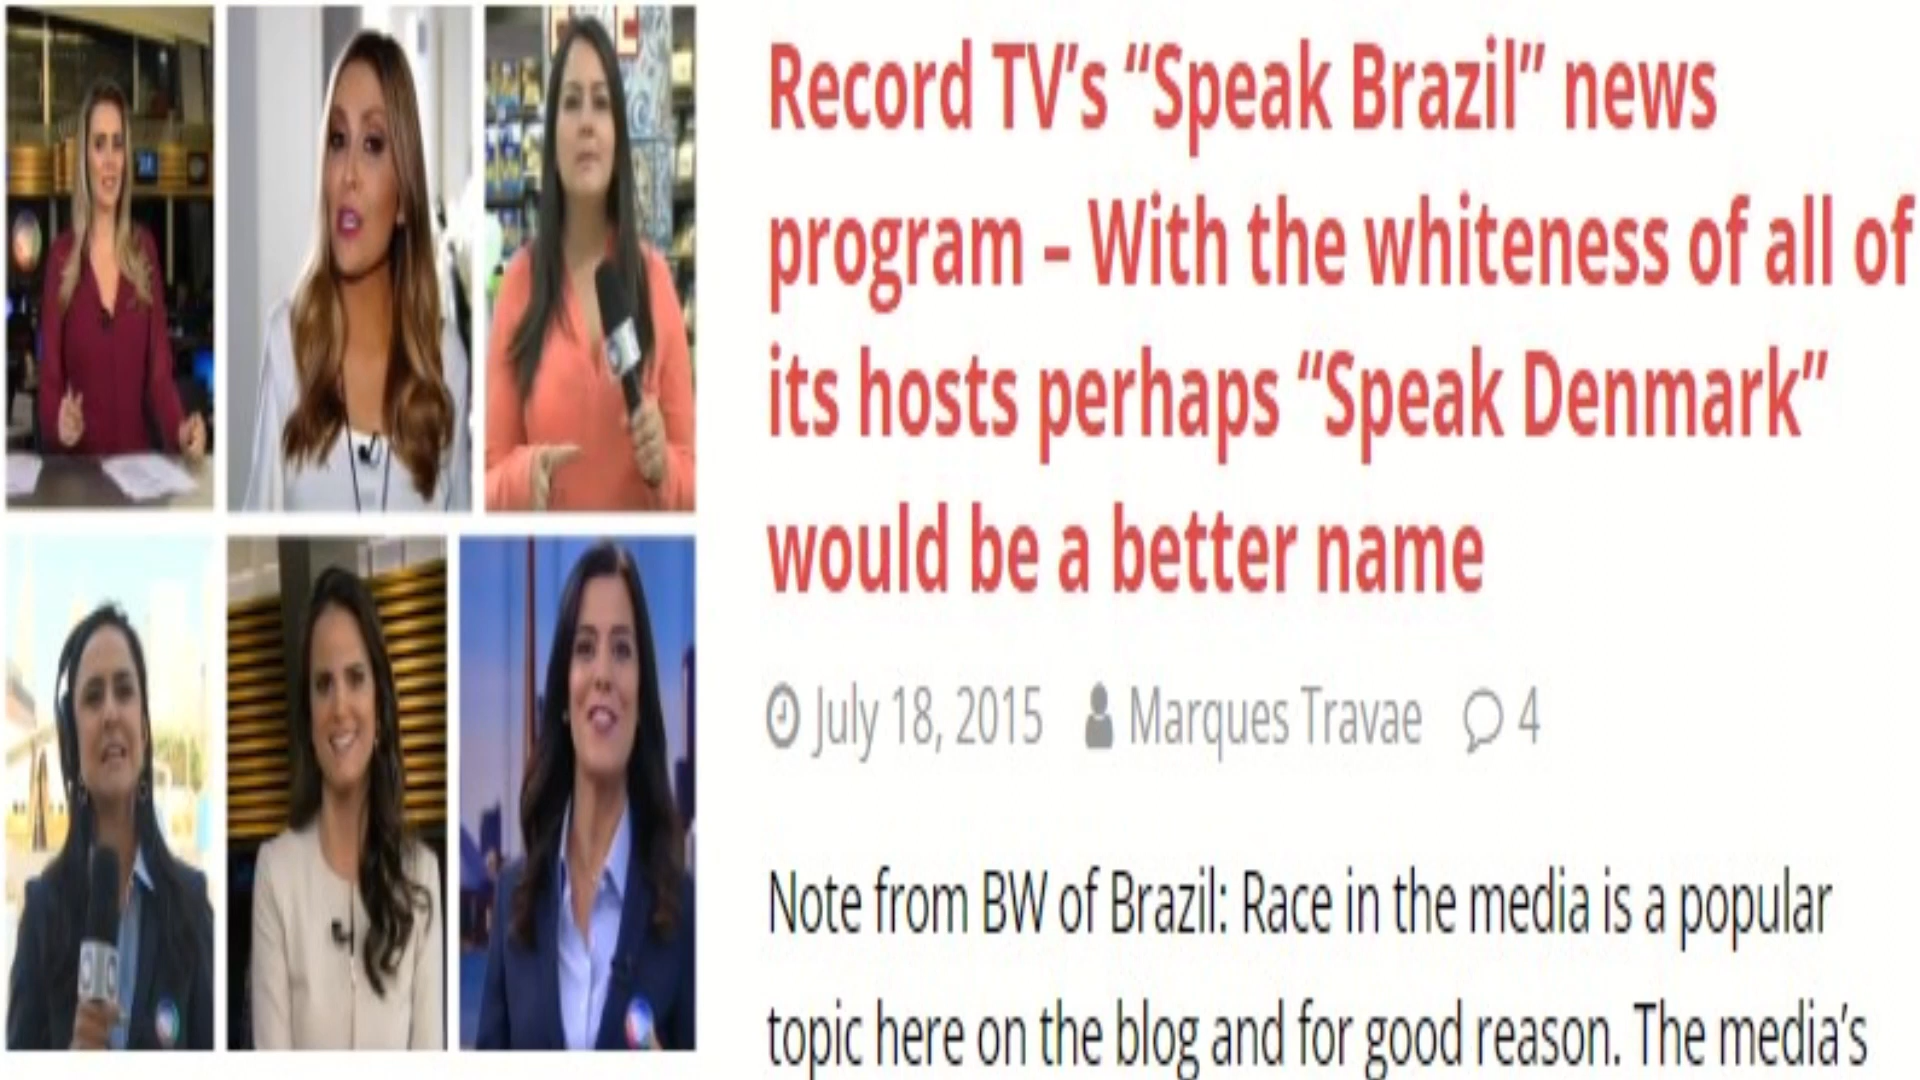 Record TV’s “Speak Brazil” news
program – With the whiteness of all of
its hosts perhaps “Speak Denmark”
would be a better name
July 18, 2015 Marques Travae 4
Note from BW of Brazil: Race in the media is a popular
topic here on the blog and for good reason. The media’s